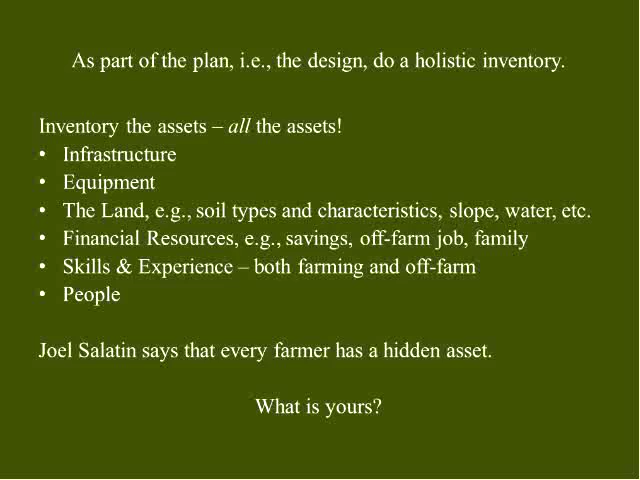 As part of the plan, i.e., the design, do a holistic inventory.
Inventory the assets – all the assets!
• Infrastructure
• Equipment
• The Land, e.g., soil types and characteristics, slope, water, etc.
• Financial Resources, e.g., savings, off-farm job, family
• Skills & Experience – both farming and off-farm
• People
Joel Salatin says that every farmer has a hidden asset.
What is yours?